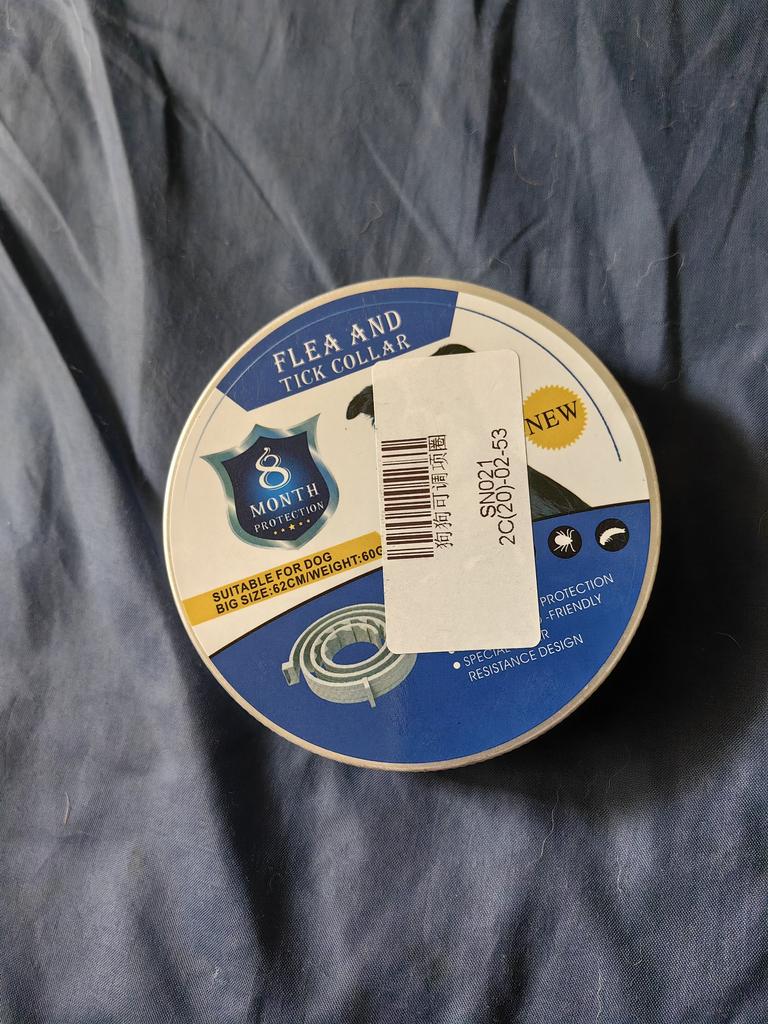 FLEA AND
TICK COLLAR
NEW
8
MONTH
PROTECTION
SUITABLE FOR DOG
BIG SIZE:62CM/WEIGHT:60G
狗狗可调项圈
SN021
2C(20)-02-53
PROTECTION
-FRIENDLY
RESISTANCE DESIGN